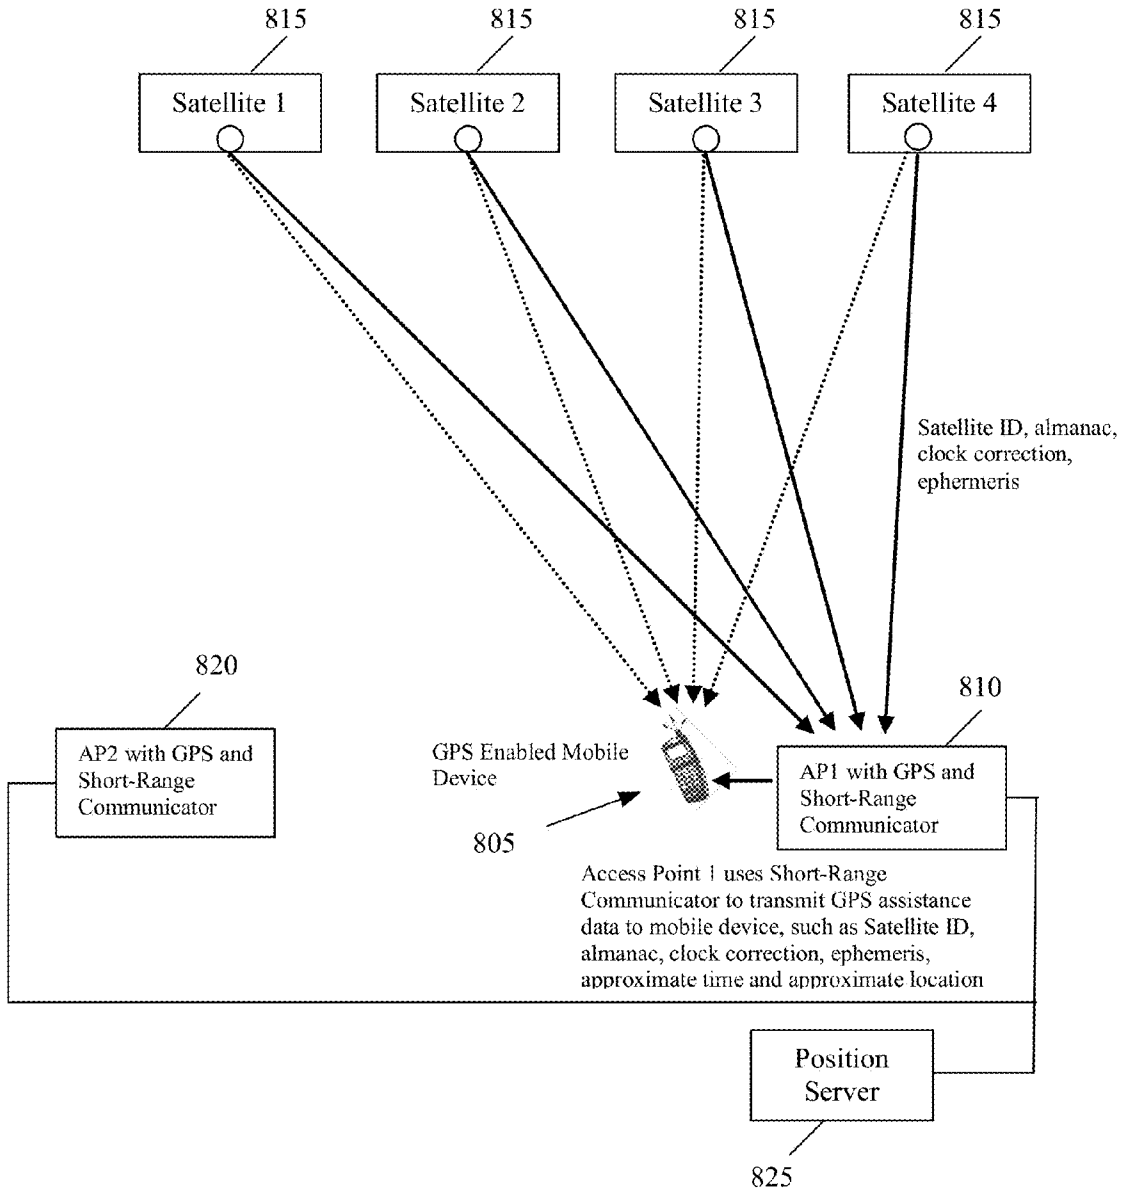 815
815
815
815
Satellite 1
Satellite 2
Satellite 3
Satellite 4
Satellite ID, almanac,
clock correction,
ephermeris
820
810
AP2 with GPS and
Short-Range
Communicator
GPS Enabled Mobile
Device
AP1 with GPS and
Short-Range
Communicator
805
Access Point 1 uses Short-Range
Communicator to transmit GPS assistance
data to mobile device, such as Satellite ID,
almanac, clock correction, ephemeris,
approximate time and approximate location
Position
Server
825